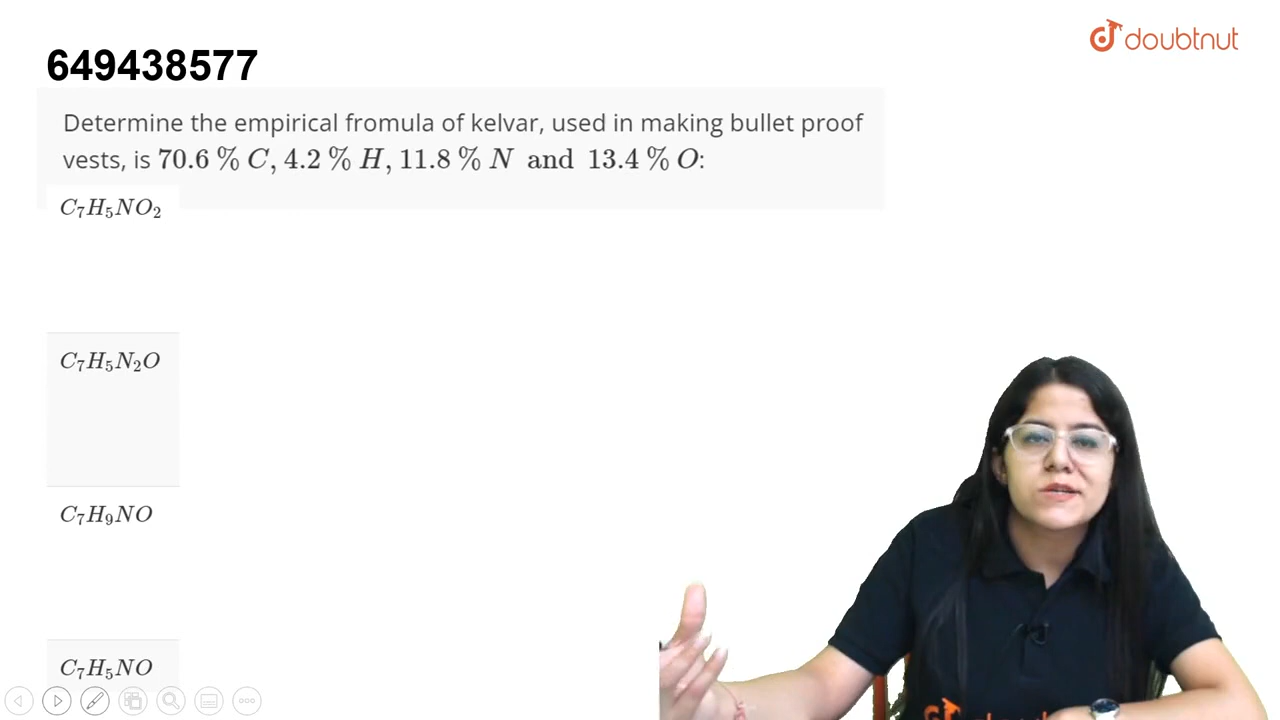 doubtnut
649438577
Determine the empirical fromula of kelvar, used in making bullet proof
vests, is 70.6 % C, 4.2 % H, 11.8 % N and 13.4 % O:
C₇H₅NO₂
C₇H₅N₂O
C₇H₉NO
C₇H₅NO